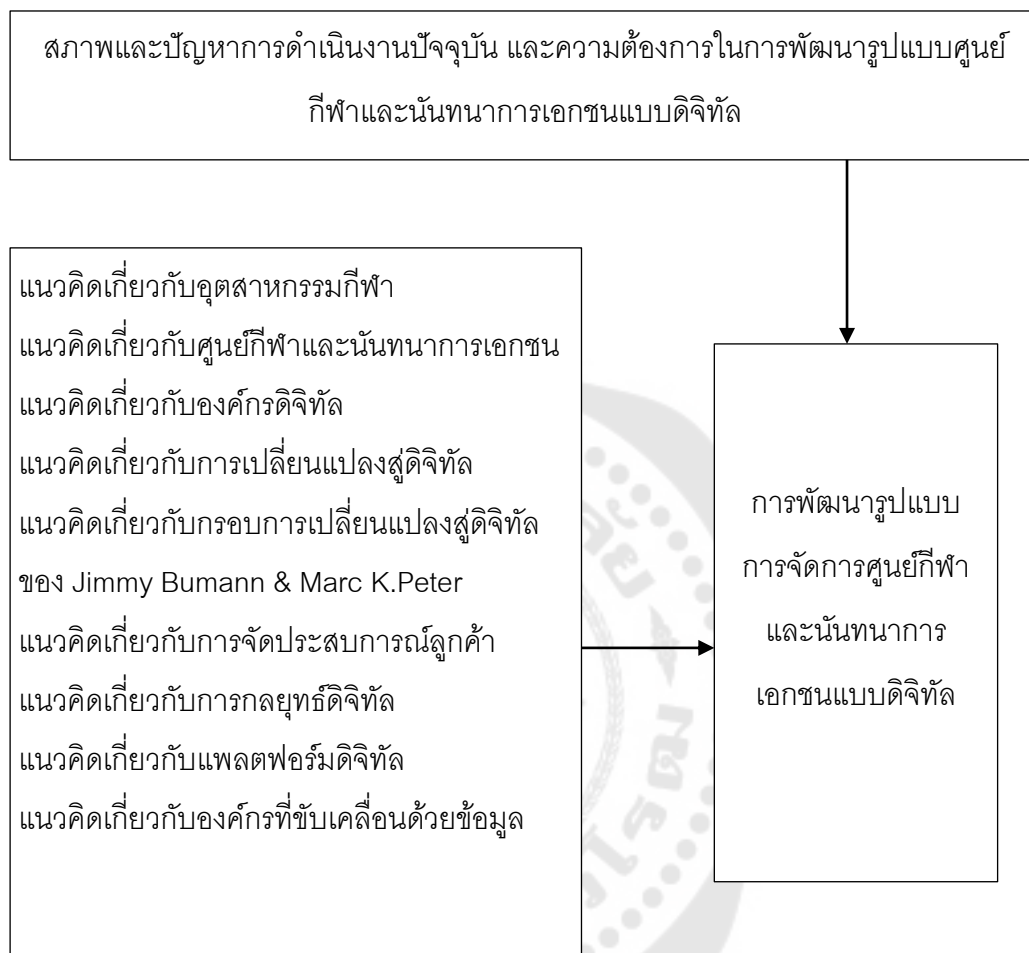 สภาพและปัญหาการดำเนินงานปัจจุบัน และความต้องการในการพัฒนารูปแบบศูนย์
กีฬาและนันทนาการเอกชนแบบดิจิทัล
แนวคิดเกี่ยวกับอุตสาหกรรมกีฬา
แนวคิดเกี่ยวกับศูนย์กีฬาและนันทนาการเอกชน
แนวคิดเกี่ยวกับองค์กรดิจิทัล
แนวคิดเกี่ยวกับการเปลี่ยนแปลงสู่ดิจิทัล
แนวคิดเกี่ยวกับกรอบการเปลี่ยนแปลงสู่ดิจิทัล
ของ Jimmy Bumann & Marc K.Peter
แนวคิดเกี่ยวกับการจัดประสบการณ์ลูกค้า
แนวคิดเกี่ยวกับการกลยุทธ์ดิจิทัล
แนวคิดเกี่ยวกับแพลตฟอร์มดิจิทัล
แนวคิดเกี่ยวกับองค์กรที่ขับเคลื่อนด้วยข้อมูล
การพัฒนารูปแบบ
การจัดการศูนย์กีฬา
และนันทนาการ
เอกชนแบบดิจิทัล